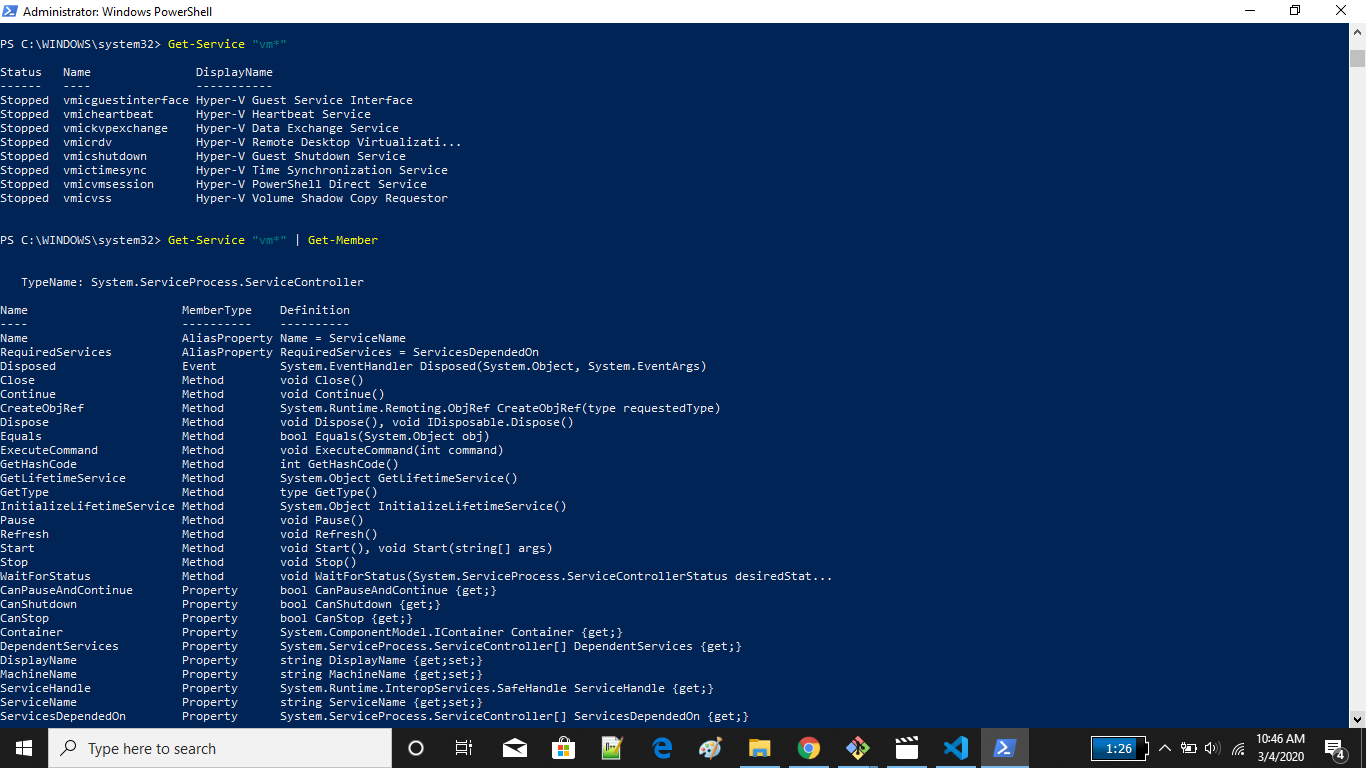 Administrator: Windows PowerShell
PS C:\WINDOWS\system32> Get-Service "vm*"
Status   Name               DisplayName
------   ----               -----------
Stopped  vmicguestinterface Hyper-V Guest Service Interface
Stopped  vmicheartbeat      Hyper-V Heartbeat Service
Stopped  vmickvpexchange    Hyper-V Data Exchange Service
Stopped  vmicrdv            Hyper-V Remote Desktop Virtualizati...
Stopped  vmicshutdown       Hyper-V Guest Shutdown Service
Stopped  vmictimesync       Hyper-V Time Synchronization Service
Stopped  vmicvmsession      Hyper-V PowerShell Direct Service
Stopped  vmicvss            Hyper-V Volume Shadow Copy Requestor
PS C:\WINDOWS\system32> Get-Service "vm*" | Get-Member
   TypeName: System.ServiceProcess.ServiceController
Name                      MemberType    Definition
----                      ----------    ----------
Name                      AliasProperty Name = ServiceName
RequiredServices          AliasProperty RequiredServices = ServicesDependedOn
Disposed                  Event         System.EventHandler Disposed(System.Object, System.EventArgs)
Close                     Method        void Close()
Continue                  Method        void Continue()
CreateObjRef              Method        System.Runtime.Remoting.ObjRef CreateObjRef(type requestedType)
Dispose                   Method        void Dispose(), void IDisposable.Dispose()
Equals                    Method        bool Equals(System.Object obj)
ExecuteCommand            Method        void ExecuteCommand(int command)
GetHashCode               Method        int GetHashCode()
GetLifetimeService        Method        System.Object GetLifetimeService()
GetType                   Method        type GetType()
InitializeLifetimeService Method        System.Object InitializeLifetimeService()
Pause                     Method        void Pause()
Refresh                   Method        void Refresh()
Start                     Method        void Start(), void Start(string[] args)
Stop                      Method        void Stop()
WaitForStatus             Method        void WaitForStatus(System.ServiceProcess.ServiceControllerStatus desiredStat...
CanPauseAndContinue       Property      bool CanPauseAndContinue {get;}
CanShutdown               Property      bool CanShutdown {get;}
CanStop                   Property      bool CanStop {get;}
Container                 Property      System.ComponentModel.IContainer Container {get;}
DependentServices         Property      System.ServiceProcess.ServiceController[] DependentServices {get;}
DisplayName               Property      string DisplayName {get;set;}
MachineName               Property      string MachineName {get;set;}
ServiceHandle             Property      System.Runtime.InteropServices.SafeHandle ServiceHandle {get;}
ServiceName               Property      string ServiceName {get;set;}
ServicesDependedOn        Property      System.ServiceProcess.ServiceController[] ServicesDependedOn {get;}
Type here to search
1:26
10:46 AM
3/4/2020
4